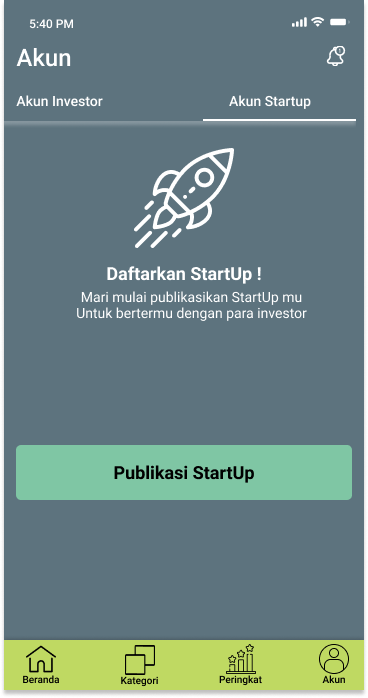 5:40 PM
Akun
Akun Investor
Akun Startup
Daftarkan StartUp !
Mari mulai publikasikan StartUp mu
Untuk bertermu dengan para investor
Publikasi StartUp
Beranda
Kategori
Peringkat
Akun